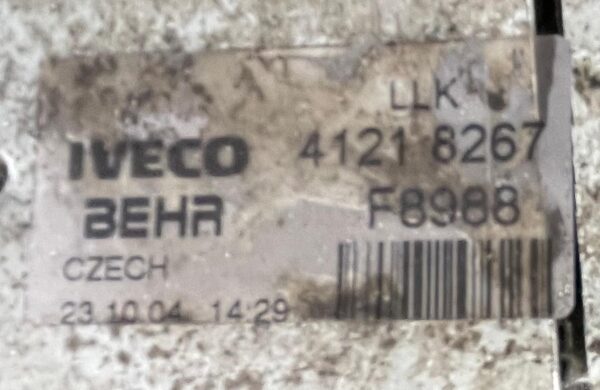 LLK
IVECO 4121 8267
BEHR F8988
CZECH
23.10.04 14:29